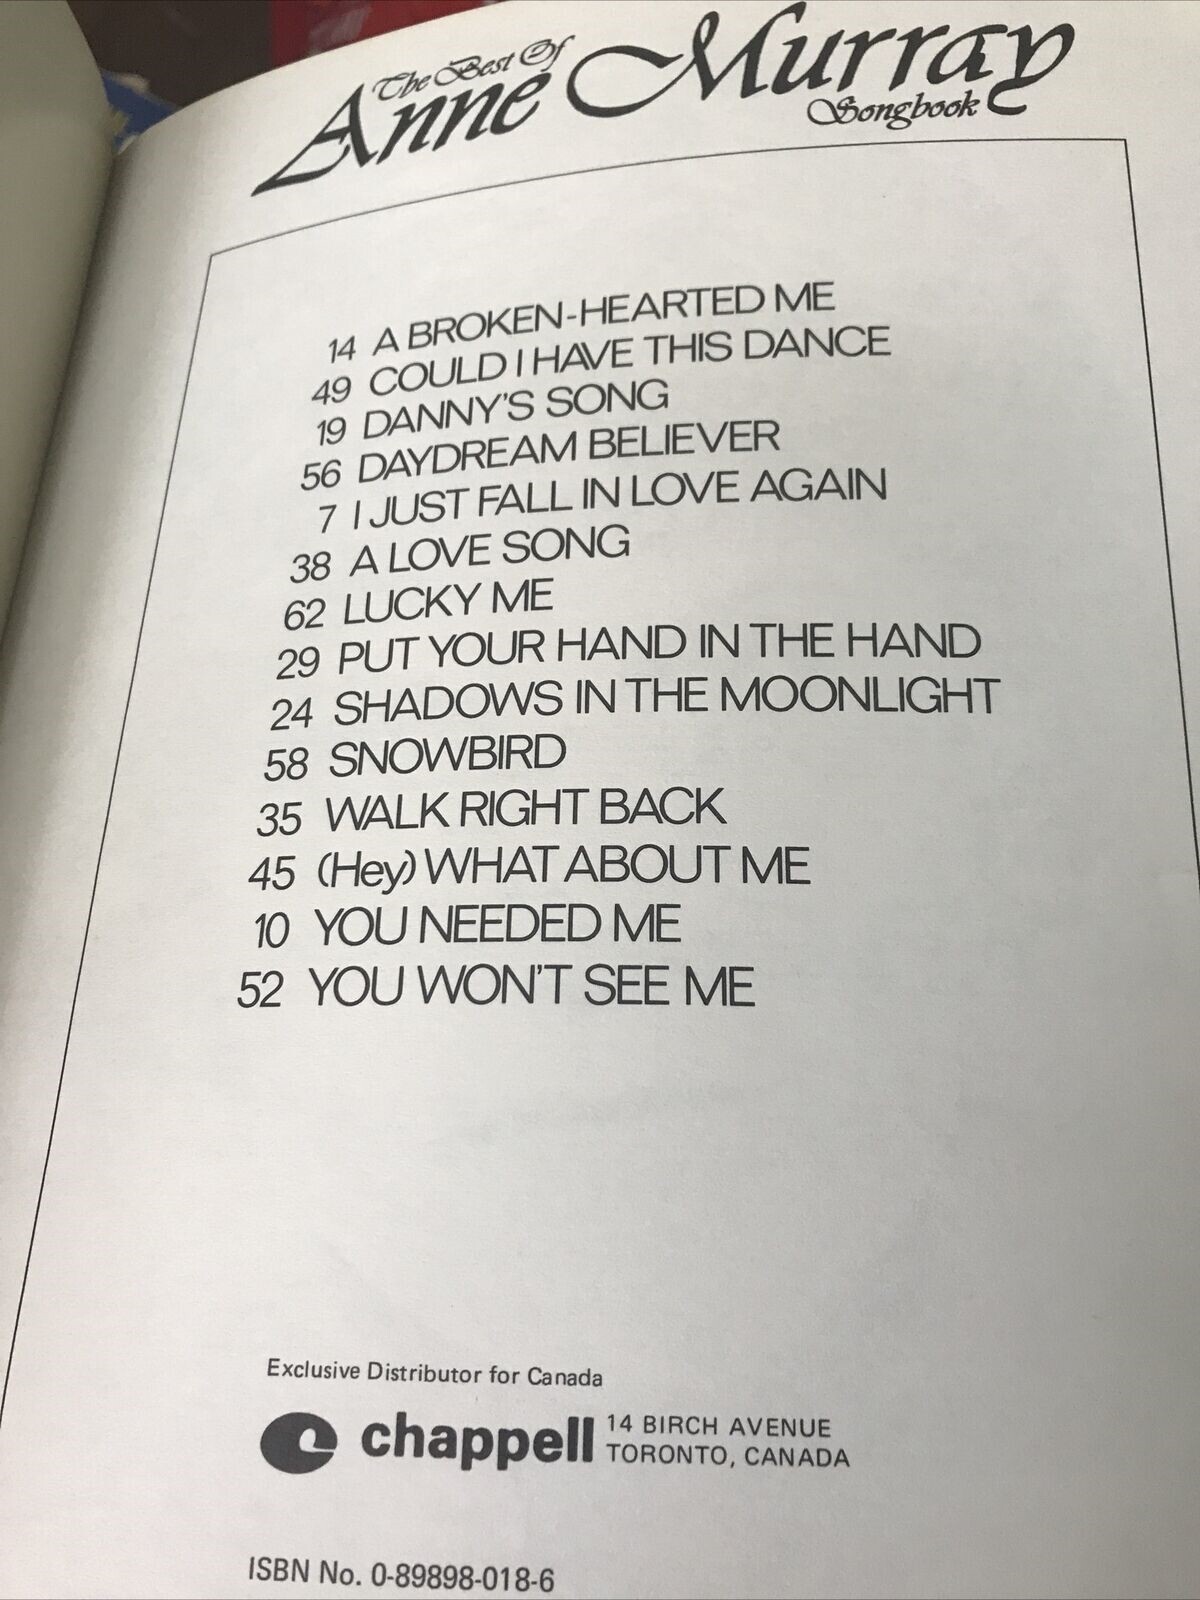 The Best Of
Anne Murray
Songbook
14 A BROKEN-HEARTED ME
49 COULD I HAVE THIS DANCE
19 DANNY'S SONG
56 DAYDREAM BELIEVER
7 I JUST FALL IN LOVE AGAIN
38 A LOVE SONG
62 LUCKY ME
29 PUT YOUR HAND IN THE HAND
24 SHADOWS IN THE MOONLIGHT
58 SNOWBIRD
35 WALK RIGHT BACK
45 (Hey) WHAT ABOUT ME
10 YOU NEEDED ME
52 YOU WON'T SEE ME
Exclusive Distributor for Canada
chappell 14 BIRCH AVENUE
TORONTO, CANADA
ISBN No. 0-89898-018-6